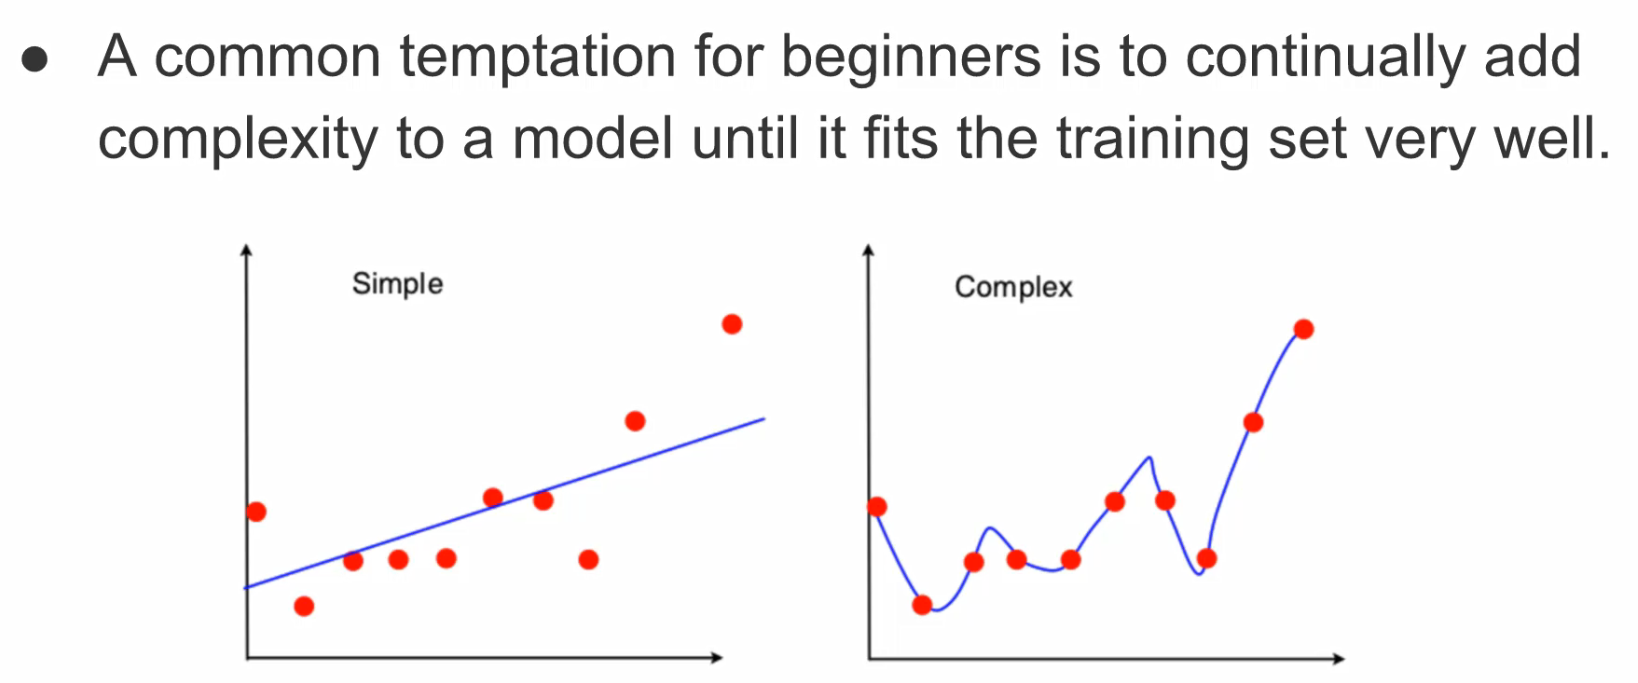 ● A common temptation for beginners is to continually add
complexity to a model until it fits the training set very well.
Simple
Complex